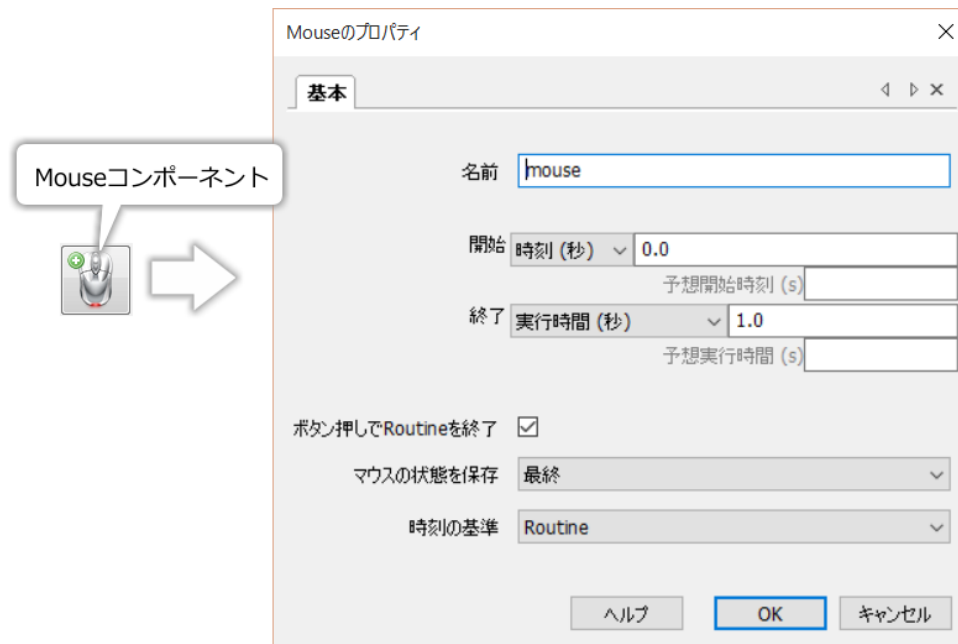 Mouseのプロパティ
基本
Mouseコンポーネント
名前 mouse
開始 時刻 (秒) 0.0
予想開始時刻 (s)
終了 実行時間 (秒) 1.0
予想実行時間 (s)
ボタン押しでRoutineを終了
マウスの状態を保存 最終
時刻の基準 Routine
ヘルプ OK キャンセル